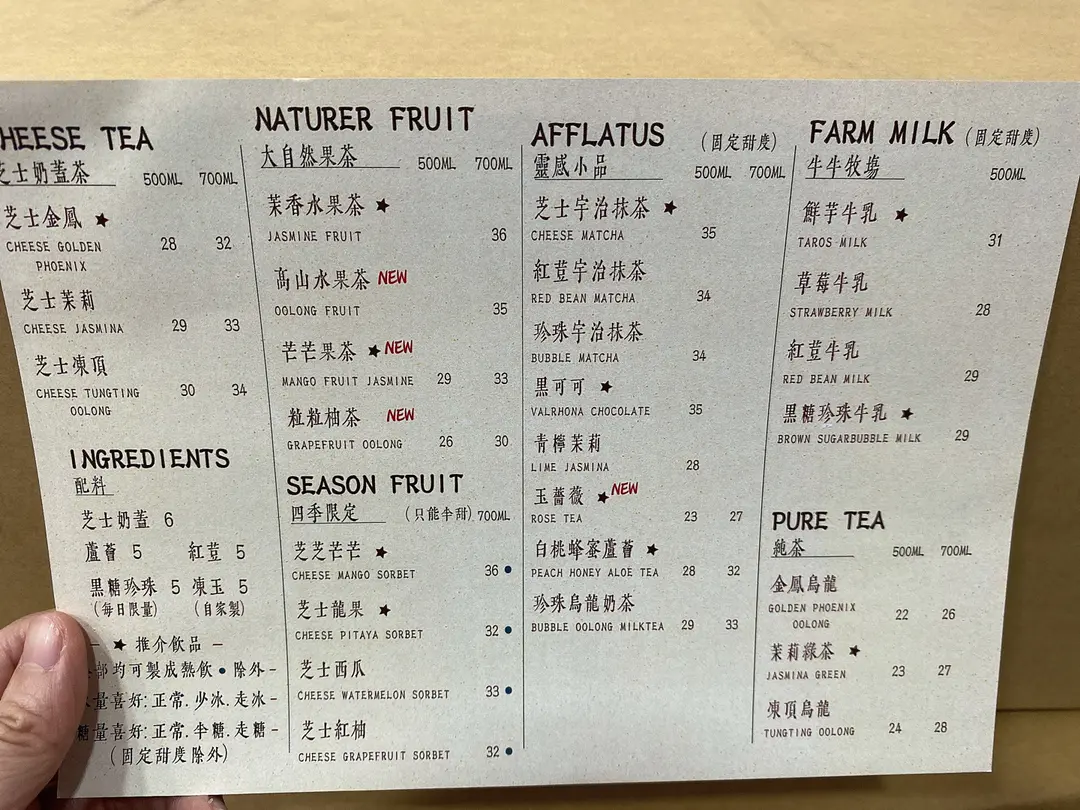 HEESE TEA
芝士奶蓋茶
500ML 700ML
芝士金鳳 ★
CHEESE GOLDEN 28 32
PHOENIX
芝士茉莉
CHEESE JASMINA 29 33
芝士凍頂
CHEESE TUNGTING 30 34
OOLONG
INGREDIENTS
配料
芝士奶蓋 6
蘆薈 5 紅荳 5
黑糖珍珠 5 凍玉 5
(每日限量) (自家製)
- ★ 推介飲品 -
部均可製成熱飲 • 除外-
量喜好:正常.少冰.走冰-
糖量喜好:正常.半糖.走糖-
(固定甜度除外)
NATURER FRUIT
大自然果茶
500ML 700ML
茉香水果茶 ★
JASMINE FRUIT 36
高山水果茶 NEW
OOLONG FRUIT 35
芒芒果茶 ★ NEW
MANGO FRUIT JASMINE 29 33
粒粒柚茶 NEW
GRAPEFRUIT OOLONG 26 30
SEASON FRUIT
四季限定 (只能半甜) 700ML
芝芝芒芒 ★
CHEESE MANGO SORBET 36 •
芝士龍果 ★
CHEESE PITAYA SORBET 32 •
芝士西瓜
CHEESE WATERMELON SORBET 33 •
芝士紅柚
CHEESE GRAPEFRUIT SORBET 32 •
AFFLATUS (固定甜度)
靈感小品
500ML 700ML
芝士宇治抹茶 ★
CHEESE MATCHA 35
紅荳宇治抹茶
RED BEAN MATCHA 34
珍珠宇治抹茶
BUBBLE MATCHA 34
黑可可 ★
VALRHONA CHOCOLATE 35
青檸茉莉
LIME JASMINA 28
玉薔薇 ★ NEW
ROSE TEA 23 27
白桃蜂蜜蘆薈 ★
PEACH HONEY ALOE TEA 28 32
珍珠烏龍奶茶
BUBBLE OOLONG MILKTEA 29 33
FARM MILK (固定甜度)
牛牛牧場
500ML
鮮芋牛乳 ★
TAROS MILK 31
草莓牛乳
STRAWBERRY MILK 28
紅荳牛乳
RED BEAN MILK 29
黑糖珍珠牛乳 ★
BROWN SUGARBUBBLE MILK 29
PURE TEA
純茶
500ML 700ML
金鳳烏龍
GOLDEN PHOENIX 22 26
OOLONG
茉莉綠茶 ★
JASMINA GREEN 23 27
凍頂烏龍
TUNGTING OOLONG 24 28